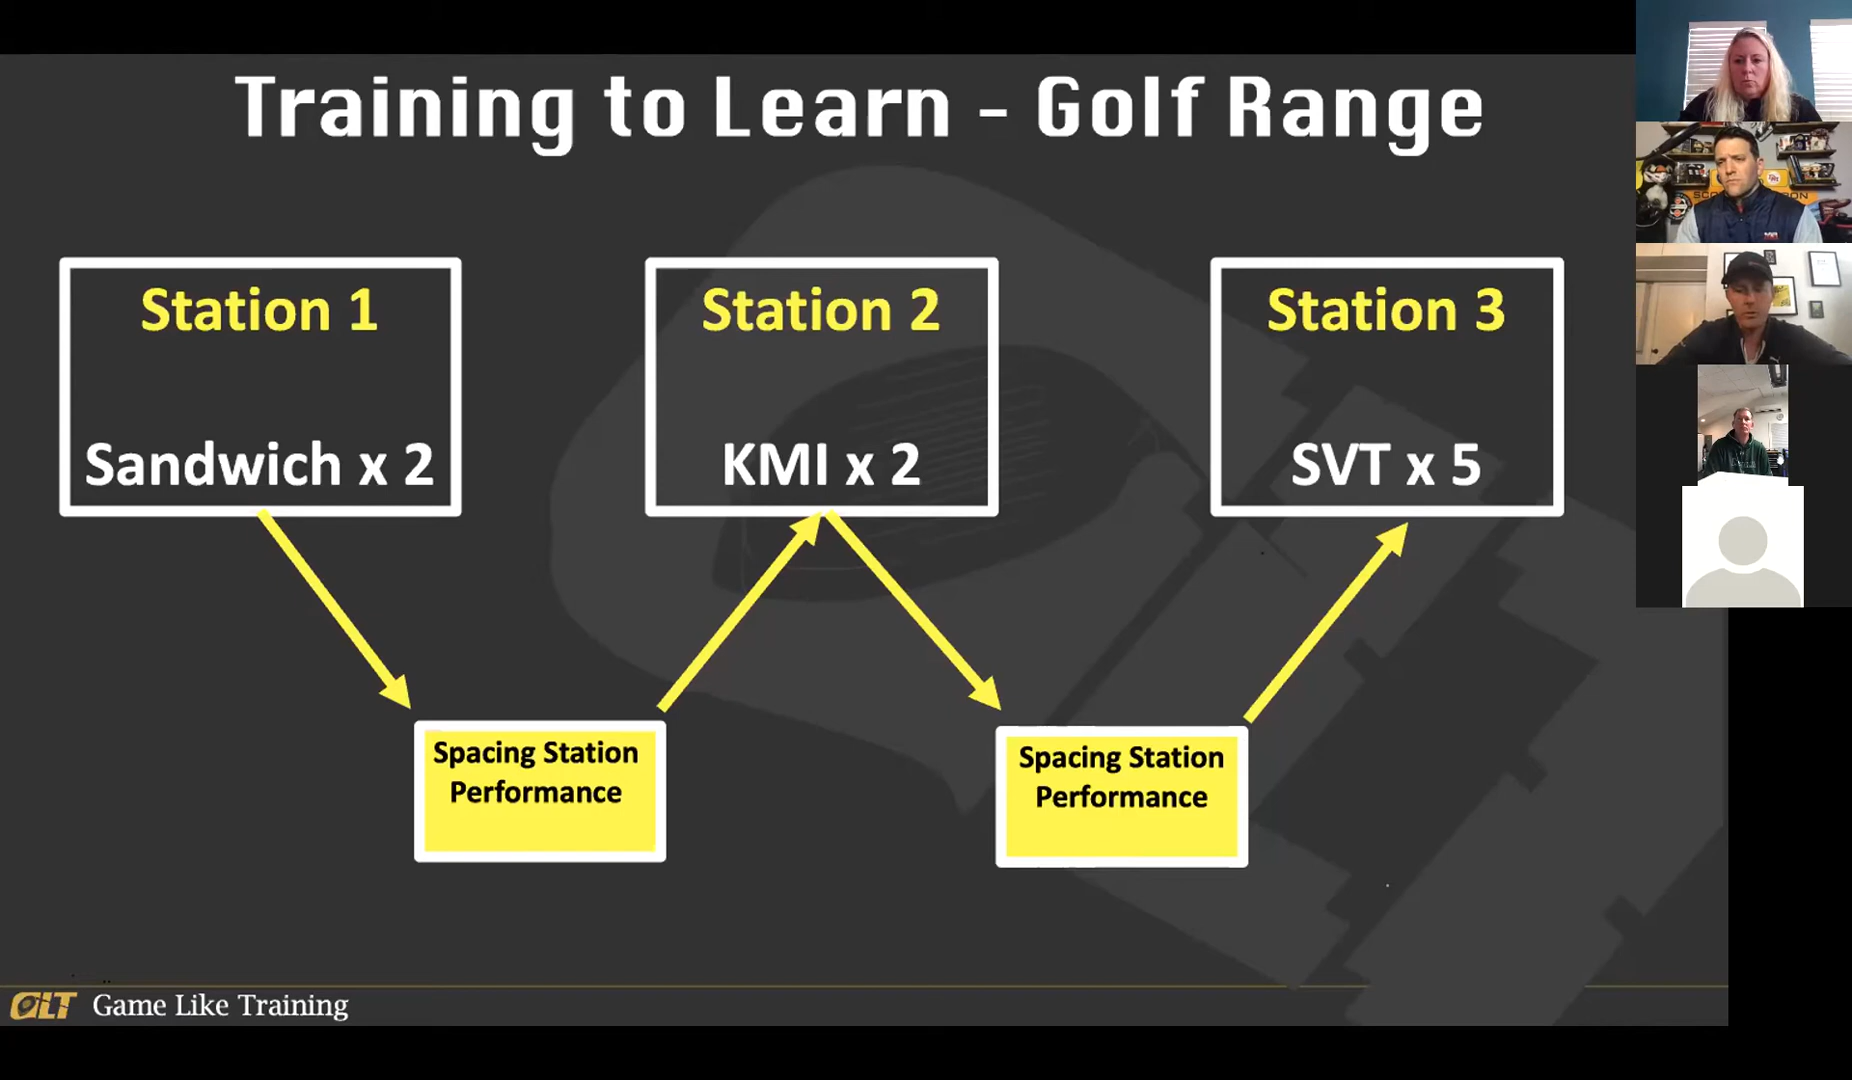 Training to Learn - Golf Range
Station 1
Sandwich x 2
Station 2
KMI x 2
Station 3
SVT x 5
Spacing Station
Performance
Spacing Station
Performance
GLT Game Like Training